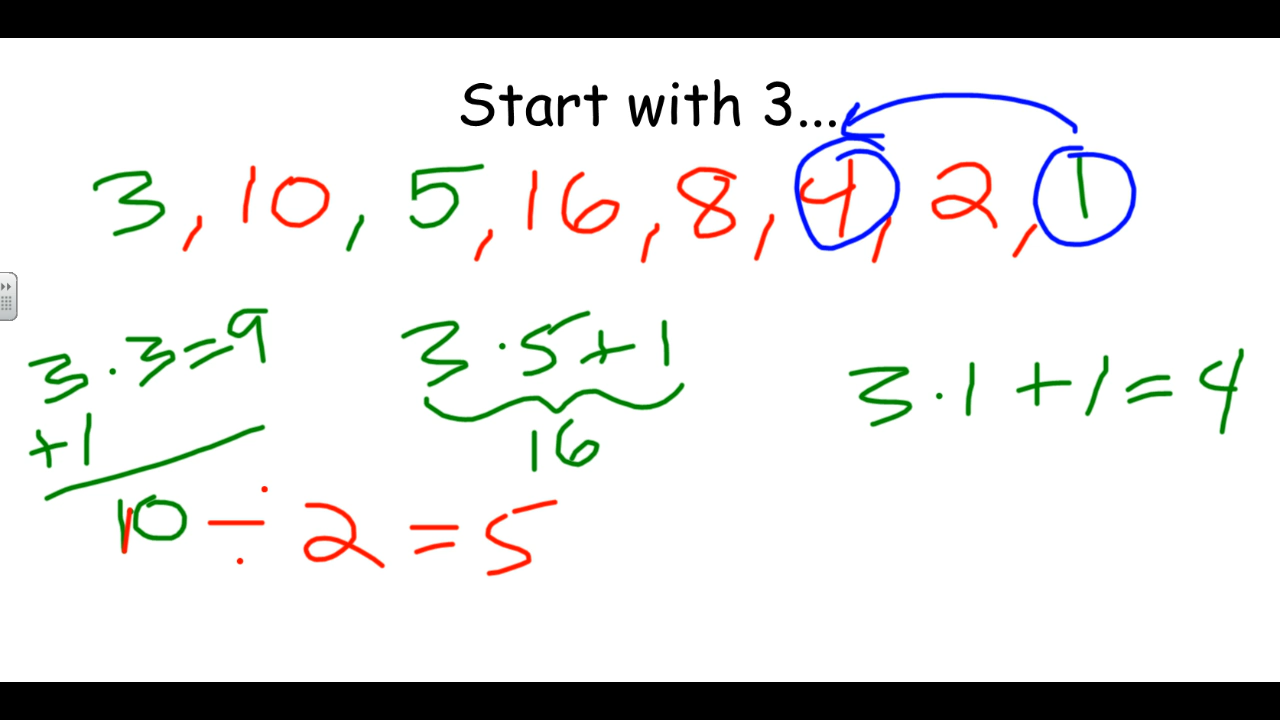 Start with 3...
3, 10, 5, 16, 8, 4, 2, 1
3·3=9
+1
10 ÷ 2 = 5
3·5+1
16
3·1+1=4